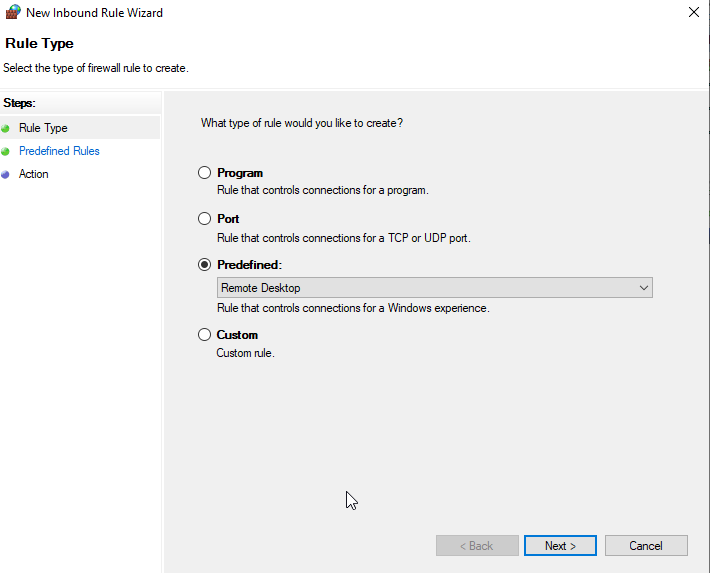 New Inbound Rule Wizard
Rule Type
Select the type of firewall rule to create.
Steps:
Rule Type
Predefined Rules
Action
What type of rule would you like to create?
Program
Rule that controls connections for a program.
Port
Rule that controls connections for a TCP or UDP port.
Predefined:
Remote Desktop
Rule that controls connections for a Windows experience.
Custom
Custom rule.
< Back
Next >
Cancel